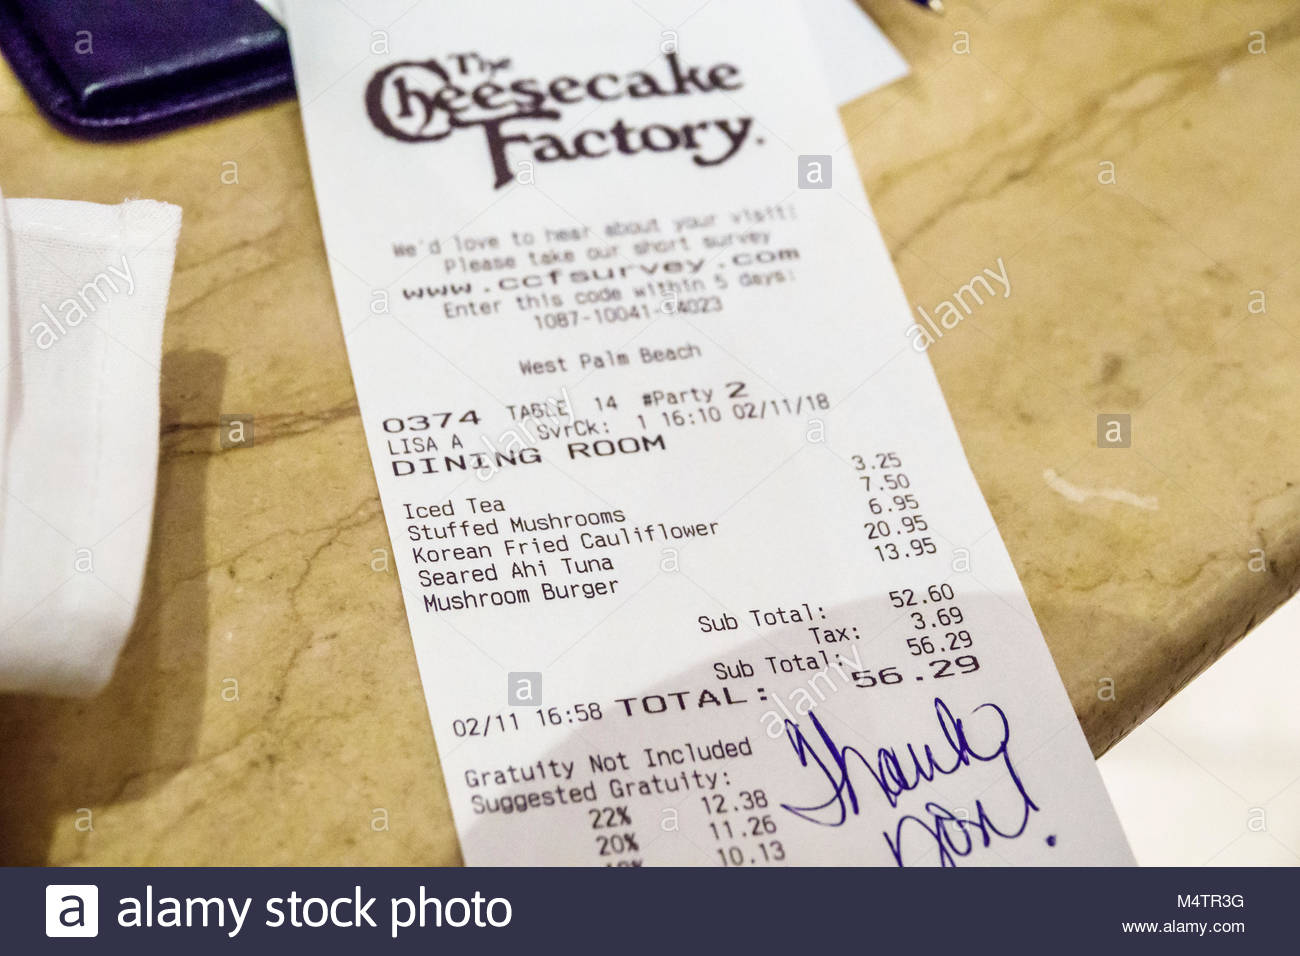 The
Cheesecake
Factory.
We'd love to hear about your visit!
Please take our short survey
www.ccfsurvey.com
Enter this code within 5 days:
1087-10041-14023
West Palm Beach
0374 TABLE 14 #Party 2
LISA A SvrCk: 1 16:10 02/11/18
DINING ROOM
Iced Tea 3.25
Stuffed Mushrooms 7.50
Korean Fried Cauliflower 6.95
Seared Ahi Tuna 20.95
Mushroom Burger 13.95
Sub Total: 52.60
Tax: 3.69
Sub Total: 56.29
02/11 16:58 TOTAL: 56.29
Gratuity Not Included
Suggested Gratuity:
22% 12.38
20% 11.26
10.13
Thank
you!
a alamy stock photo
M4TR3G
www.alamy.com